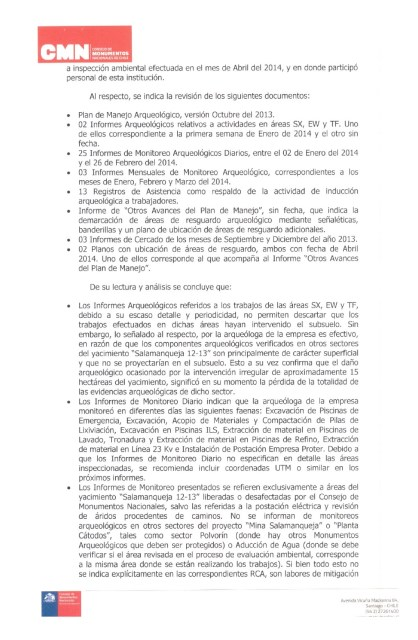 CMN CONSEJO DE
MONUMENTOS
NACIONALES DE CHILE
a inspección ambiental efectuada en el mes de Abril del 2014, y en donde participó
personal de esta institución.
Al respecto, se indica la revisión de los siguientes documentos:
• Plan de Manejo Arqueológico, versión Octubre del 2013.
• 02 Informes Arqueológicos relativos a actividades en áreas SX, EW y TF. Uno
de ellos correspondiente a la primera semana de Enero de 2014 y el otro sin
fecha.
• 25 Informes de Monitoreo Arqueológicos Diarios, entre el 02 de Enero del 2014
y el 26 de Febrero del 2014.
• 03 Informes Mensuales de Monitoreo Arqueológico, correspondientes a los
meses de Enero, Febrero y Marzo del 2014.
• 13 Registros de Asistencia como respaldo de la actividad de inducción
arqueológica a trabajadores.
• Informe de "Otros Avances del Plan de Manejo", sin fecha, que indica la
demarcación de áreas de resguardo arqueológico mediante señaléticas,
banderillas y un plano de ubicación de áreas de resguardo adicionales.
• 03 Informes de Cercado de los meses de Septiembre y Diciembre del año 2013.
• 02 Planos con ubicación de áreas de resguardo, ambos con fecha de Abril
2014. Uno de ellos corresponde al que acompaña al Informe "Otros Avances
del Plan de Manejo".
De su lectura y análisis se concluye que:
• Los Informes Arqueológicos referidos a los trabajos de las áreas SX, EW y TF,
debido a su escaso detalle y periodicidad, no permiten descartar que los
trabajos efectuados en dichas áreas hayan intervenido el subsuelo. Sin
embargo, lo señalado al respecto, por la arqueóloga de la empresa es efectivo,
en razón de que los componentes arqueológicos verificados en otros sectores
del yacimiento "Salamanqueja 12-13" son principalmente de carácter superficial
y que no se proyectarían en el subsuelo. Esto a su vez confirma que el daño
arqueológico ocasionado por la intervención irregular de aproximadamente 15
hectáreas del yacimiento, significó en su momento la pérdida de la totalidad de
las evidencias arqueológicas de dicho sector.
• Los Informes de Monitoreo Diario indican que la arqueóloga de la empresa
monitoreó en diferentes días las siguientes faenas: Excavación de Piscinas de
Emergencia, Excavación, Acopio de Materiales y Compactación de Pilas de
Lixiviación, Excavación en Piscinas ILS, Extracción de material en Piscinas de
Lavado, Tronadura y Extracción de material en Piscinas de Refino, Extracción
de material en Línea 23 Kv e Instalación de Postación Empresa Proter. Debido a
que los Informes de Monitoreo Diario no especifican en detalle las áreas
inspeccionadas, se recomienda incluir coordenadas UTM o similar en los
próximos informes.
• Los Informes de Monitoreo presentados se refieren exclusivamente a áreas del
yacimiento "Salamanqueja 12-13" liberadas o desafectadas por el Consejo de
Monumentos Nacionales, salvo las referidas a la postación eléctrica y revisión
de áridos procedentes de caminos. No se informan de monitoreos
arqueológicos en otros sectores del proyecto "Mina Salamanqueja" o "Planta
Cátodos", tales como sector Polvorín (donde hay otros Monumentos
Arqueológicos que deben ser protegidos) o Aducción de Agua (donde se debe
verificar si el área revisada en el proceso de evaluación ambiental, corresponde
a la misma área donde se están realizando los trabajos). Si bien todo esto no
se indica explícitamente en las correspondientes RCA, son labores de mitigación